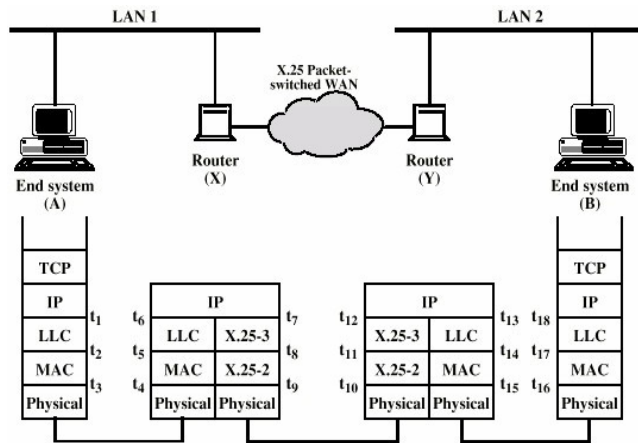 LAN 1
LAN 2
X.25 Packet-
switched WAN
Router
(X)
Router
(Y)
End system
(A)
End system
(B)
TCP
TCP
IP
IP
IP
IP
t1
t6
t7
t12
t13
t18
LLC
LLC
X.25-3
X.25-3
LLC
LLC
t2
t5
t8
t11
t14
t17
MAC
MAC
X.25-2
X.25-2
MAC
MAC
t3
t4
t9
t10
t15
t16
Physical
Physical
Physical
Physical
Physical
Physical